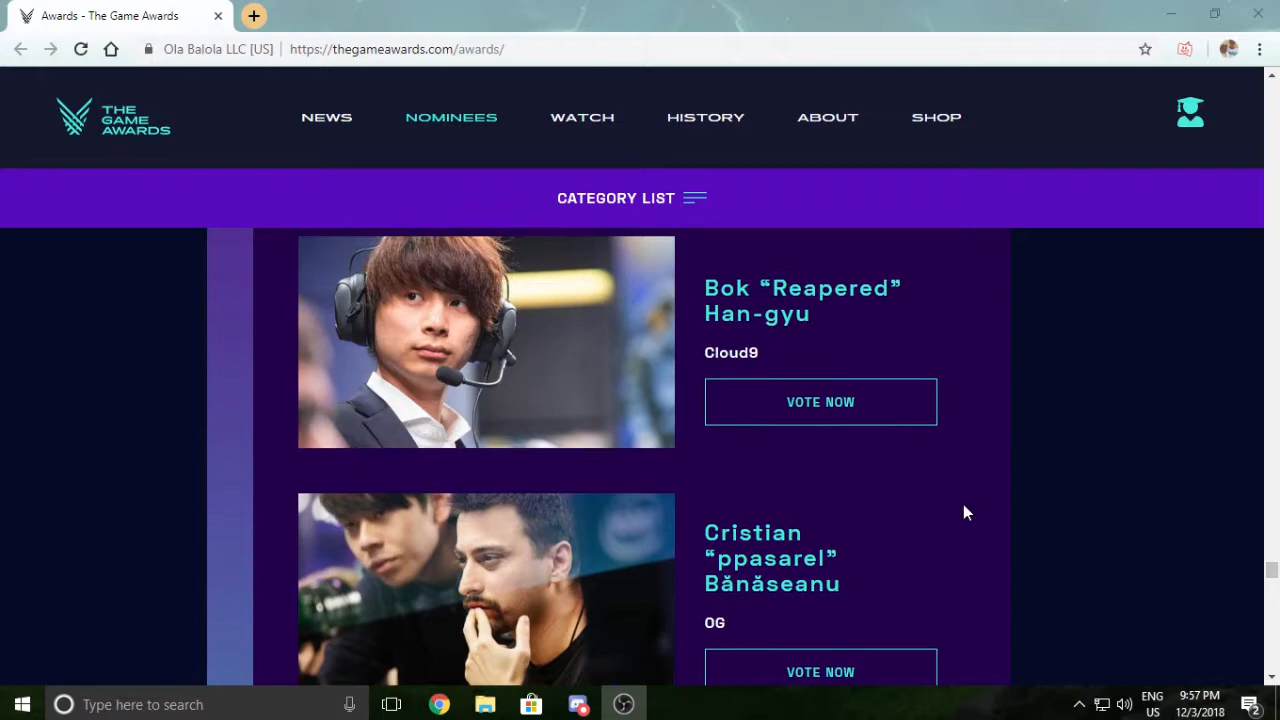 Awards - The Game Awards
Ola Balola LLC [US] | https://thegameawards.com/awards/
THE
GAME
AWARDS
NEWS NOMINEES WATCH HISTORY ABOUT SHOP
CATEGORY LIST
Bok “Reapered”
Han-gyu
Cloud9
VOTE NOW
Cristian
“ppasarel”
Bănăseanu
OG
VOTE NOW
Type here to search
ENG
US
9:57 PM
12/3/2018
2